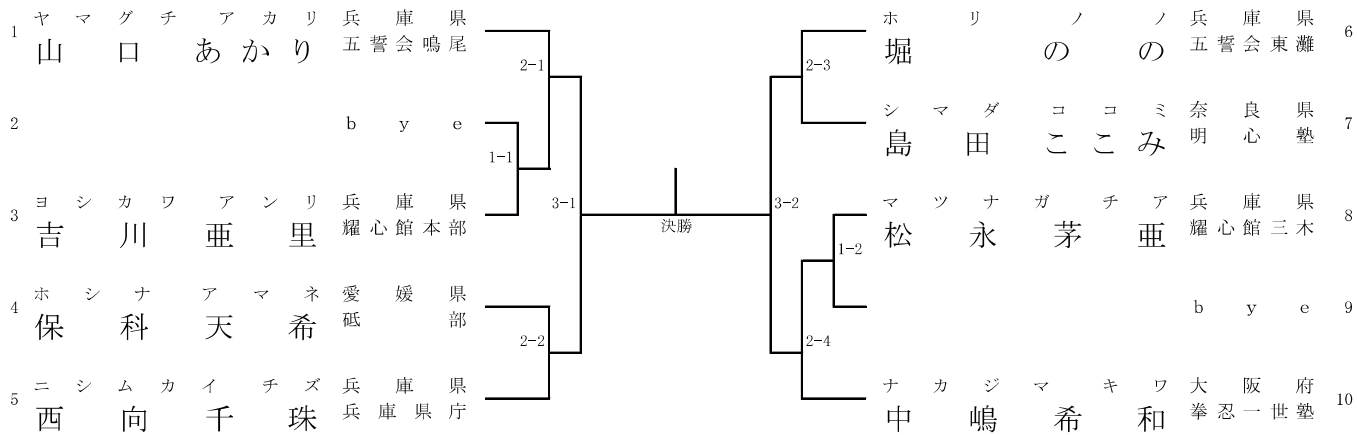 ヤマグチ アカリ 兵庫県
1 山口 あかり 五誓会鳴尾
2 bye
ヨシカワ アンリ 兵庫県
3 吉川 亜里 耀心館本部
ホシナ アマネ 愛媛県
4 保科 天希 砥部
ニシムカイ チズ 兵庫県
5 西向 千珠 兵庫県庁
2-1
1-1
3-1
2-2
決勝
2-3
3-2
1-2
2-4
ホリ ノノ 兵庫県
堀 のの 五誓会東灘 6
シマダ ココミ 奈良県
島田 ここみ 明心塾 7
マツナガ チア 兵庫県
松永 茅亜 耀心館三木 8
bye 9
ナカジマ キワ 大阪府
中嶋 希和 拳忍一世塾 10